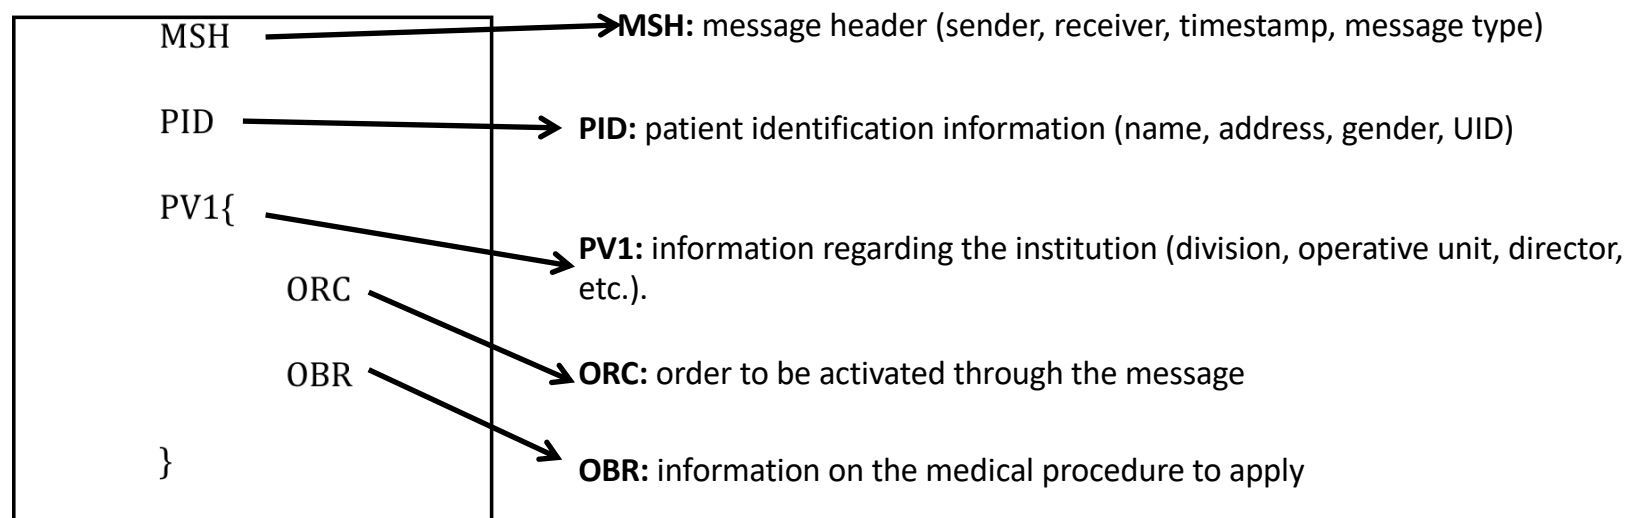 MSH
MSH: message header (sender, receiver, timestamp, message type)
PID
PID: patient identification information (name, address, gender, UID)
PV1{
PV1: information regarding the institution (division, operative unit, director,
etc.).
ORC
ORC: order to be activated through the message
OBR
OBR: information on the medical procedure to apply
}